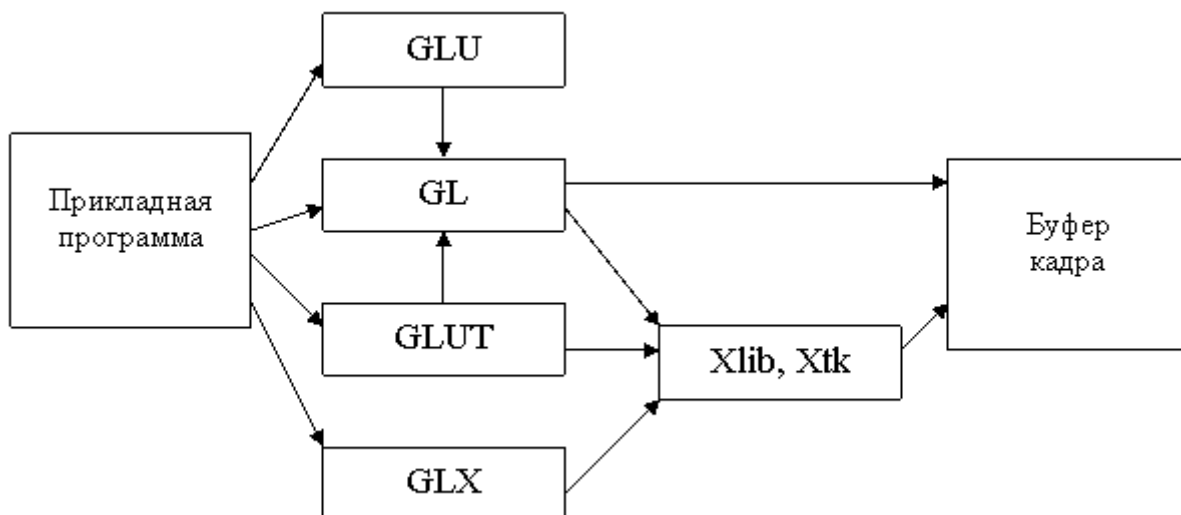 GLU
Прикладная
программа
GL
Буфер
кадра
GLUT
Xlib, Xtk
GLX